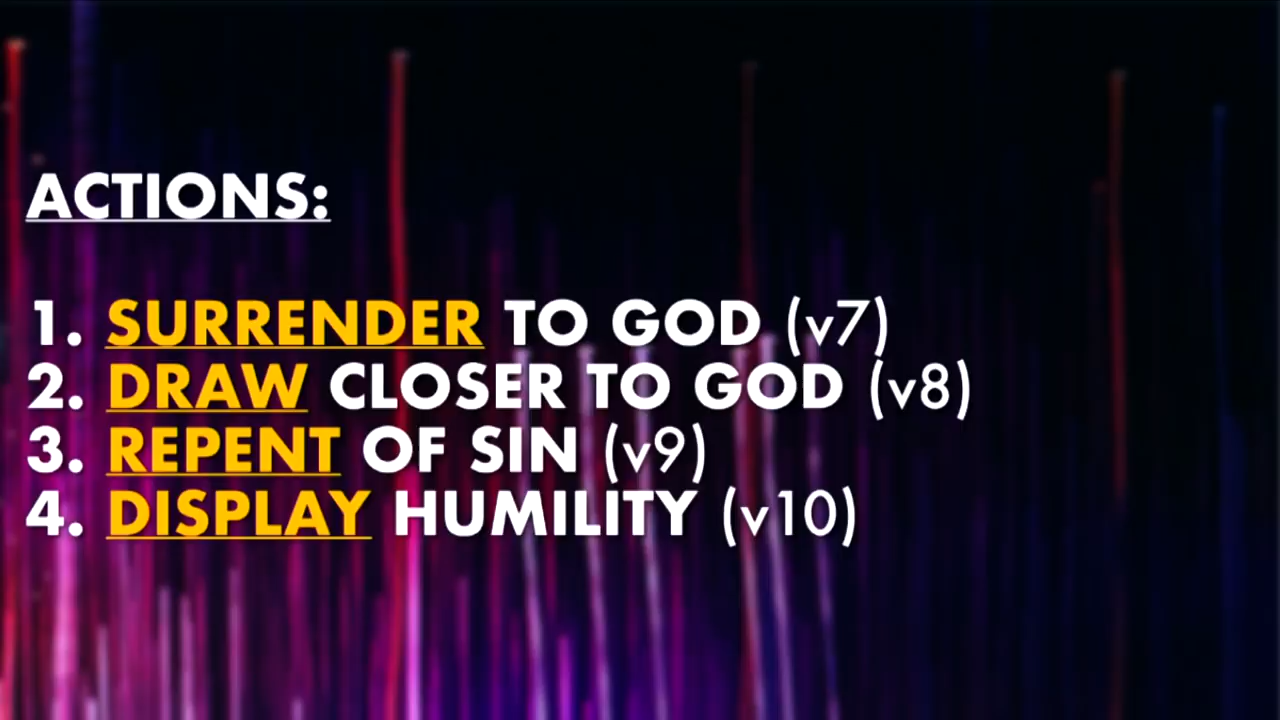 ACTIONS:
1. SURRENDER TO GOD (v7)
2. DRAW CLOSER TO GOD (v8)
3. REPENT OF SIN (v9)
4. DISPLAY HUMILITY (v10)